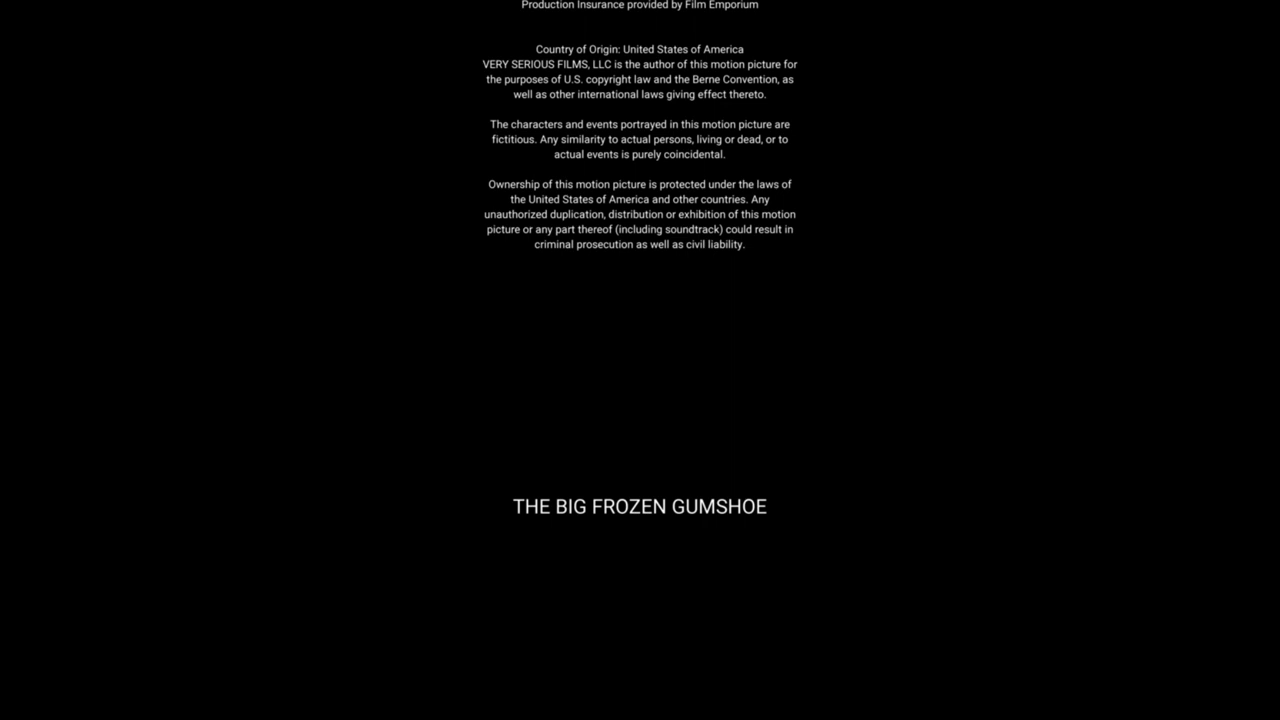 Production Insurance provided by Film Emporium
Country of Origin: United States of America
VERY SERIOUS FILMS, LLC is the author of this motion picture for
the purposes of U.S. copyright law and the Berne Convention, as
well as other international laws giving effect thereto.
The characters and events portrayed in this motion picture are
fictitious. Any similarity to actual persons, living or dead, or to
actual events is purely coincidental.
Ownership of this motion picture is protected under the laws of
the United States of America and other countries. Any
unauthorized duplication, distribution or exhibition of this motion
picture or any part thereof (including soundtrack) could result in
criminal prosecution as well as civil liability.
THE BIG FROZEN GUMSHOE